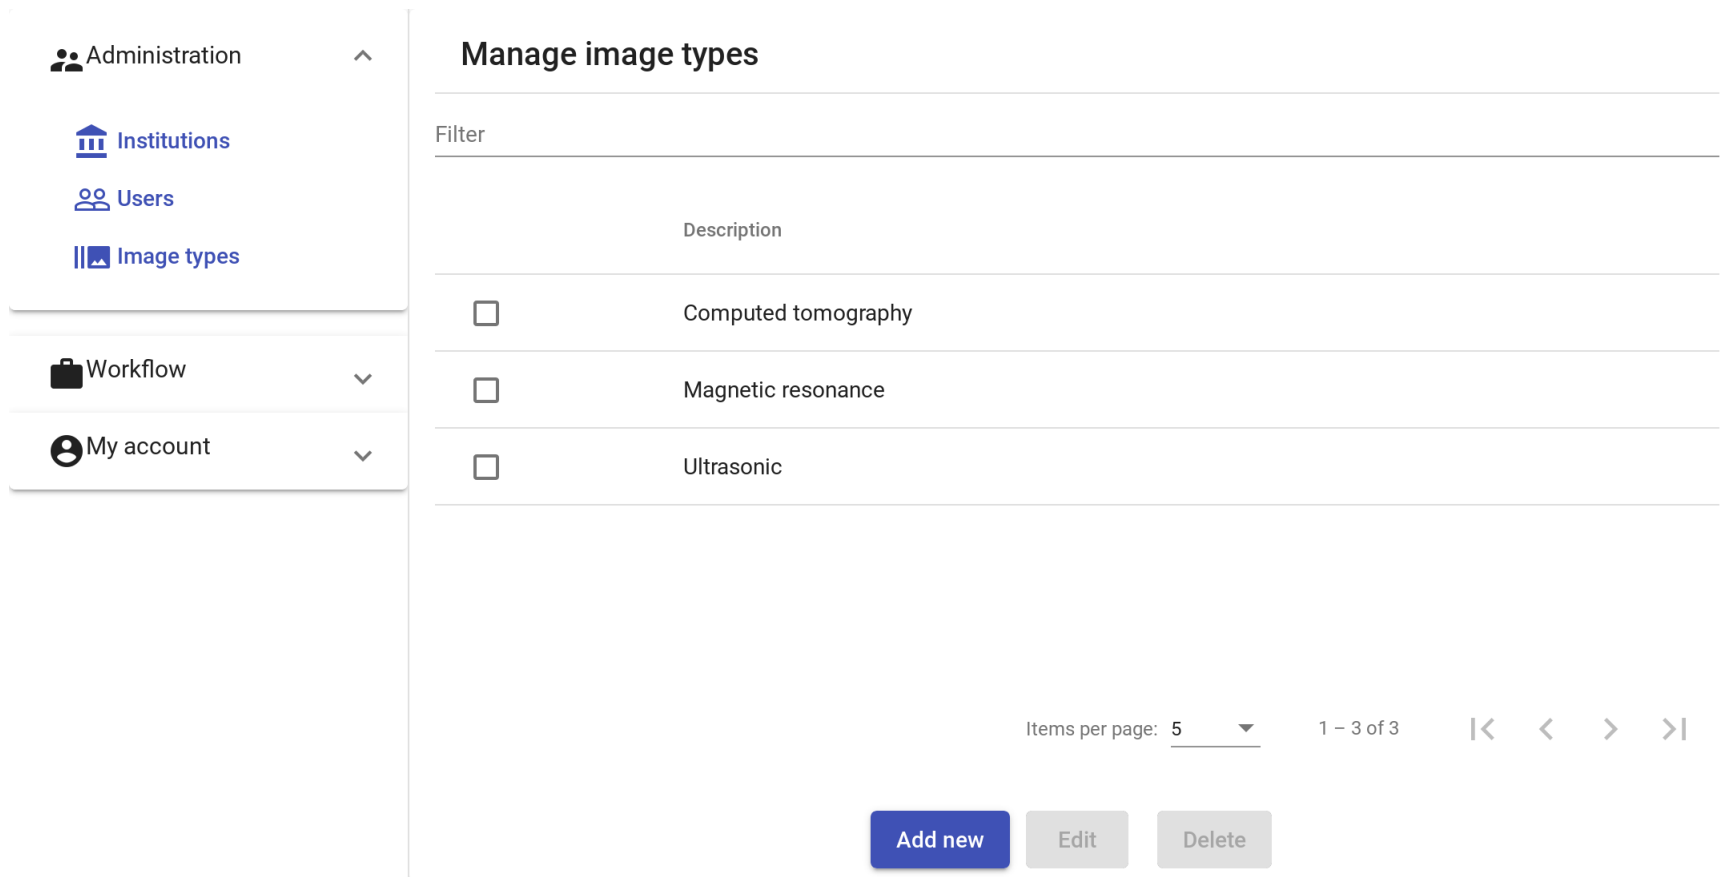 Administration
Institutions
Users
Image types
Workflow
My account
Manage image types
Filter
Description
Computed tomography
Magnetic resonance
Ultrasonic
Items per page: 5 1 – 3 of 3
Add new Edit Delete